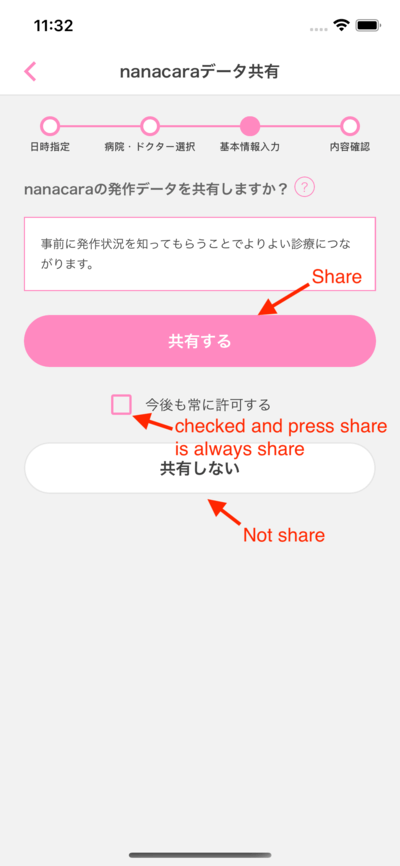 11:32
nanacaraデータ共有
日時指定
病院・ドクター選択
基本情報入力
内容確認
nanacaraの発作データを共有しますか？ ?
事前に発作状況を知ってもらうことでよりよい診療につな
がります。
Share
共有する
今後も常に許可する
checked and press share
is always share
共有しない
Not share